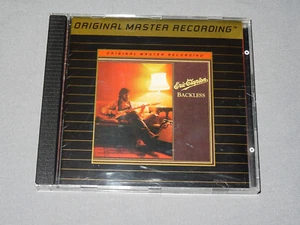 ORIGINAL MASTER RECORDING™
ORIGINAL MASTER RECORDING
Eric Clapton
BACKLESS